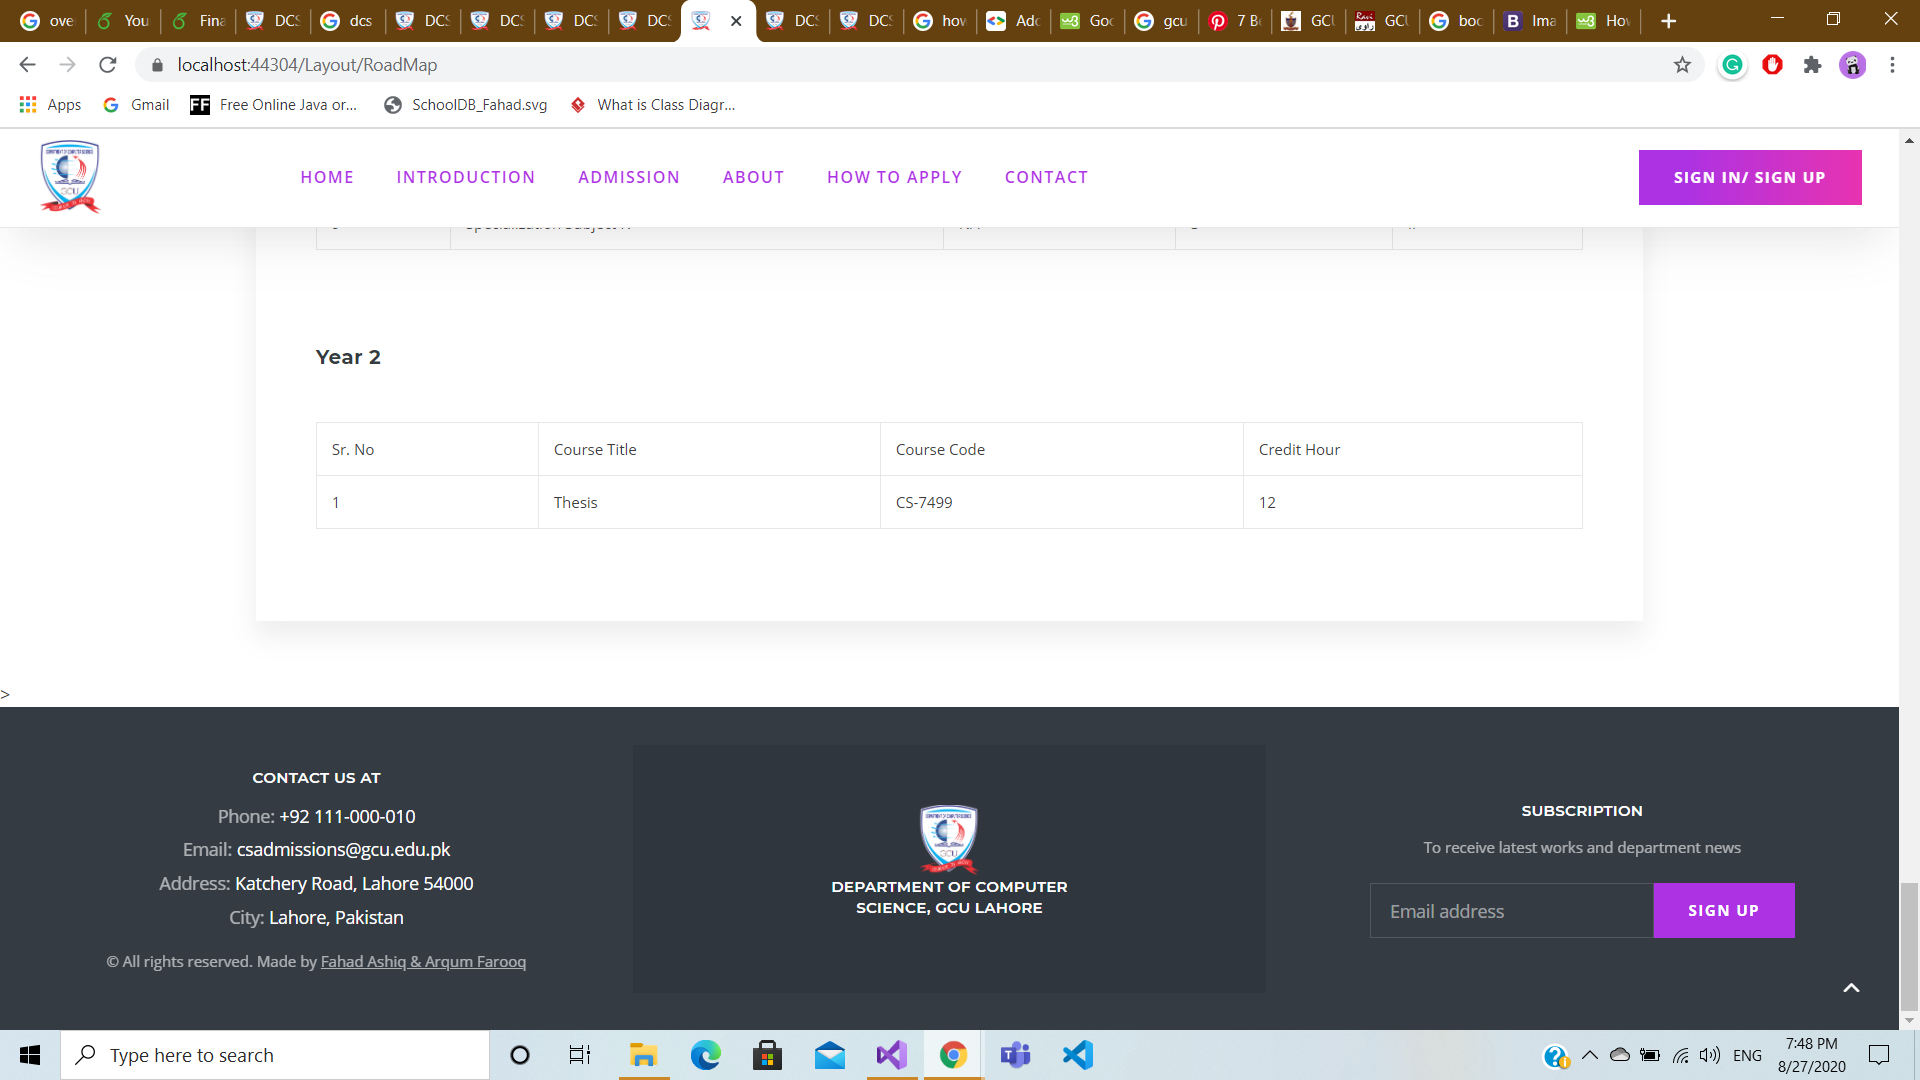 ove You Fina DCS dcs DCS DCS DCS DCS DCS DCS how Add Goo gcu 7 Be GCU GCU boo Ima How
localhost:44304/Layout/RoadMap
Apps Gmail Free Online Java or... SchoolDB_Fahad.svg What is Class Diagr...
HOME INTRODUCTION ADMISSION ABOUT HOW TO APPLY CONTACT SIGN IN/ SIGN UP
Year 2
Sr. No Course Title Course Code Credit Hour
1 Thesis CS-7499 12
>
CONTACT US AT
Phone: +92 111-000-010
Email: csadmissions@gcu.edu.pk
Address: Katchery Road, Lahore 54000
City: Lahore, Pakistan
© All rights reserved. Made by Fahad Ashiq & Arqum Farooq
GCU
DEPARTMENT OF COMPUTER
SCIENCE, GCU LAHORE
SUBSCRIPTION
To receive latest works and department news
Email address SIGN UP
Type here to search
ENG
7:48 PM
8/27/2020